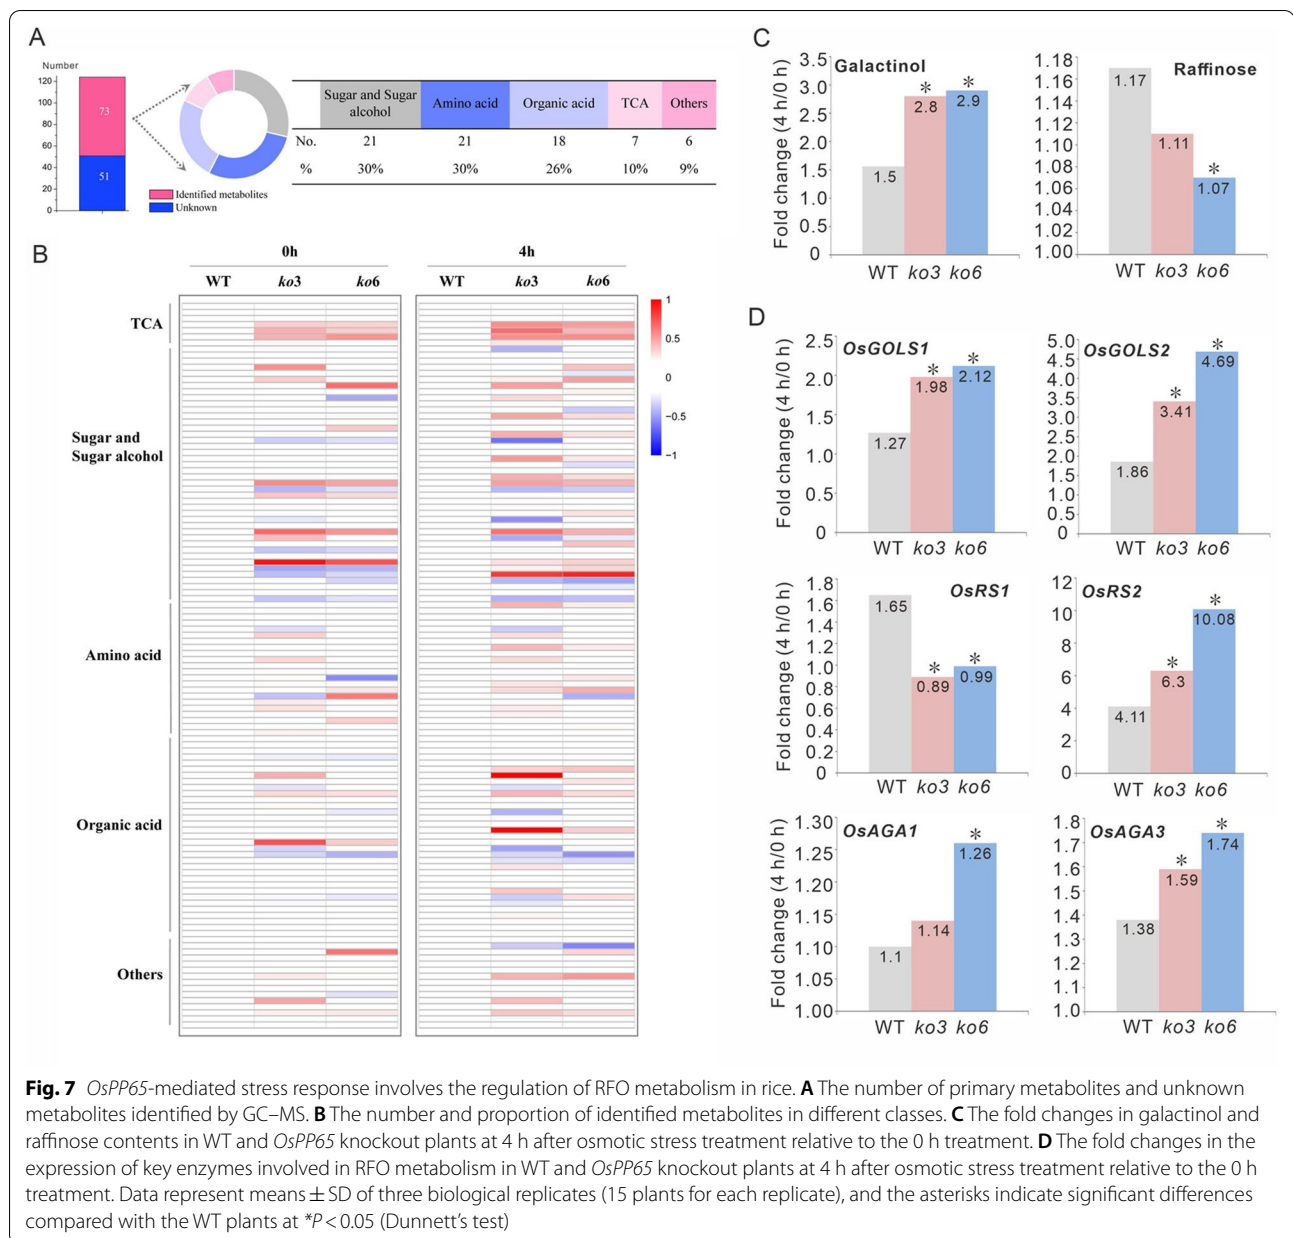 A
Number
120
100
80
60
40
20
0
73
51
Identified metabolites
Unknown
Sugar and Sugar alcohol Amino acid Organic acid TCA Others
No. 21 21 18 7 6
% 30% 30% 26% 10% 9%
B
0h 4h
WT ko3 ko6 WT ko3 ko6
TCA
Sugar and
Sugar alcohol
Amino acid
Organic acid
Others
1
0.5
0
−0.5
−1
C
Fold change (4 h/0 h)
3.5
3.0
2.5
2.0
1.5
1.0
0.5
0
Galactinol
1.5
*
2.8
*
2.9
WT ko3 ko6
1.18
1.16
1.14
1.12
1.10
1.08
1.06
1.04
1.02
1.00
Raffinose
1.17
1.11
*
1.07
WT ko3 ko6
D
Fold change (4 h/0 h)
2.5
2.0
1.5
1.0
0.5
0
OsGOLS1
1.27
*
1.98
*
2.12
WT ko3 ko6
5.0
4.5
4.0
3.5
3.0
2.5
2.0
1.5
1.0
0.5
0
OsGOLS2
1.86
*
3.41
*
4.69
WT ko3 ko6
Fold change (4 h/0 h)
1.8
1.6
1.4
1.2
1.0
0.8
0.6
0.4
0.2
0
OsRS1
1.65
*
0.89
*
0.99
WT ko3 ko6
12
10
8
6
4
2
0
OsRS2
4.11
*
6.3
*
10.08
WT ko3 ko6
Fold change (4 h/0 h)
1.30
1.25
1.20
1.15
1.10
1.05
1.00
OsAGA1
1.1
1.14
*
1.26
WT ko3 ko6
1.8
1.7
1.6
1.5
1.4
1.3
1.2
1.1
1.0
OsAGA3
1.38
*
1.59
*
1.74
WT ko3 ko6
Fig. 7 OsPP65-mediated stress response involves the regulation of RFO metabolism in rice. A The number of primary metabolites and unknown
metabolites identified by GC–MS. B The number and proportion of identified metabolites in different classes. C The fold changes in galactinol and
raffinose contents in WT and OsPP65 knockout plants at 4 h after osmotic stress treatment relative to the 0 h treatment. D The fold changes in the
expression of key enzymes involved in RFO metabolism in WT and OsPP65 knockout plants at 4 h after osmotic stress treatment relative to the 0 h
treatment. Data represent means ± SD of three biological replicates (15 plants for each replicate), and the asterisks indicate significant differences
compared with the WT plants at *P < 0.05 (Dunnett's test)